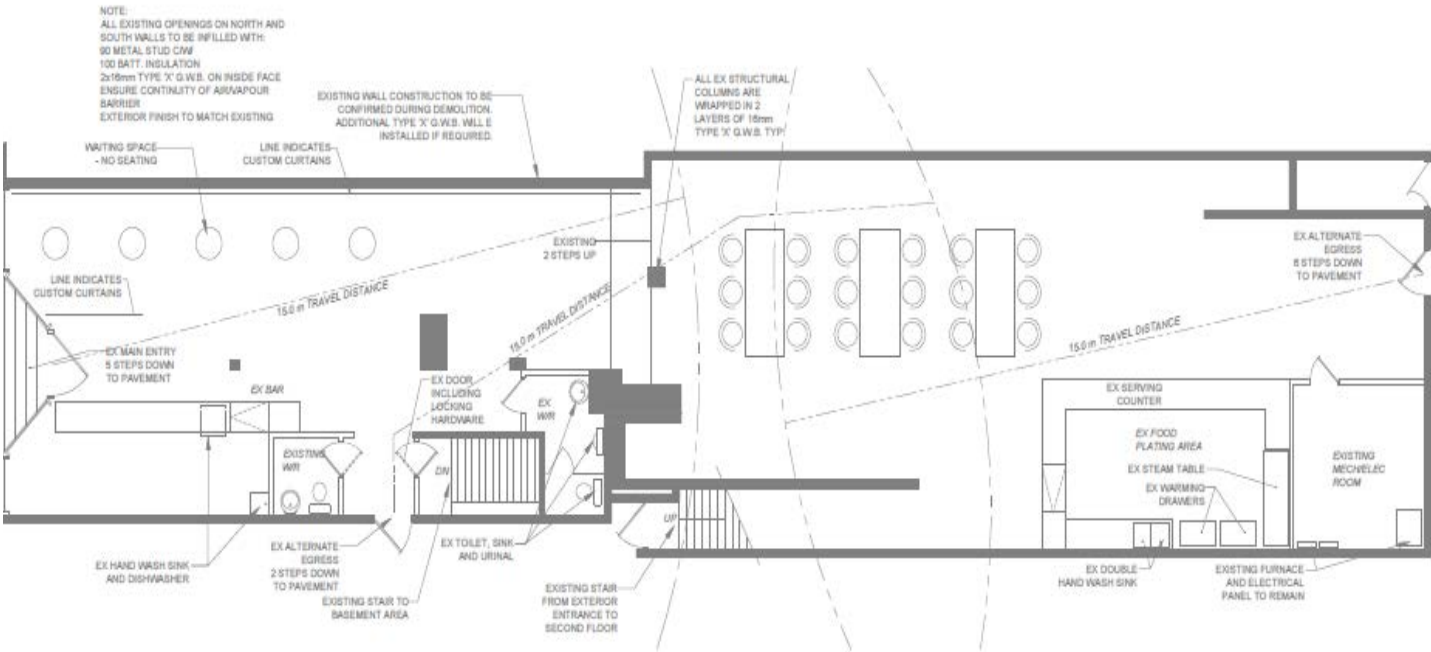 NOTE:
ALL EXISTING OPENINGS ON NORTH AND
SOUTH WALLS TO BE INFILLED WITH:
90 METAL STUD C/W
100 BATT. INSULATION
2x16mm TYPE 'X' G.W.B. ON INSIDE FACE
ENSURE CONTINUITY OF AIR/VAPOUR
BARRIER
EXTERIOR FINISH TO MATCH EXISTING
EXISTING WALL CONSTRUCTION TO BE
CONFIRMED DURING DEMOLITION.
ADDITIONAL TYPE 'X' G.W.B. WILL E
INSTALLED IF REQUIRED.
ALL EX STRUCTURAL
COLUMNS ARE
WRAPPED IN 2
LAYERS OF 16mm
TYPE 'X' G.W.B. TYP
WAITING SPACE
- NO SEATING
LINE INDICATES
CUSTOM CURTAINS
EXISTING
2 STEPS UP
EX ALTERNATE
EGRESS
6 STEPS DOWN
TO PAVEMENT
LINE INDICATES
CUSTOM CURTAINS
15.0 m TRAVEL DISTANCE
15.0 m TRAVEL DISTANCE
15.0 m TRAVEL DISTANCE
EX MAIN ENTRY
5 STEPS DOWN
TO PAVEMENT
EX BAR
EX DOOR
INCLUDING
LOCKING
HARDWARE
EX
W/R
EX SERVING
COUNTER
EX FOOD
PLATING AREA
EX STEAM TABLE
EX WARMING
DRAWERS
EXISTING
MECH/ELEC
ROOM
EXISTING
W/R
DN
UP
EX HAND WASH SINK
AND DISHWASHER
EX ALTERNATE
EGRESS
2 STEPS DOWN
TO PAVEMENT
EX TOILET, SINK
AND URINAL
EXISTING STAIR TO
BASEMENT AREA
EXISTING STAIR
FROM EXTERIOR
ENTRANCE TO
SECOND FLOOR
EX DOUBLE
HAND WASH SINK
EXISTING FURNACE
AND ELECTRICAL
PANEL TO REMAIN